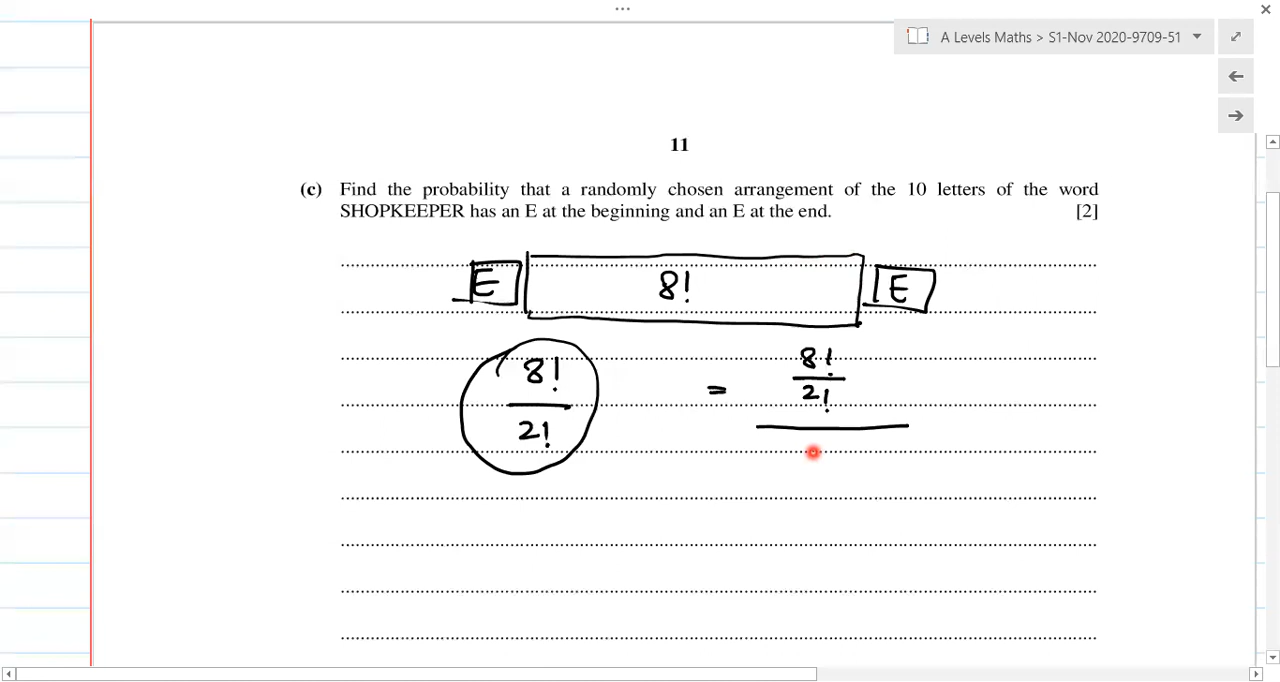 A Levels Maths > S1-Nov 2020-9709-51
11
(c) Find the probability that a randomly chosen arrangement of the 10 letters of the word
SHOPKEEPER has an E at the beginning and an E at the end. [2]
E 8! E
8!
2!
= 8!
2!